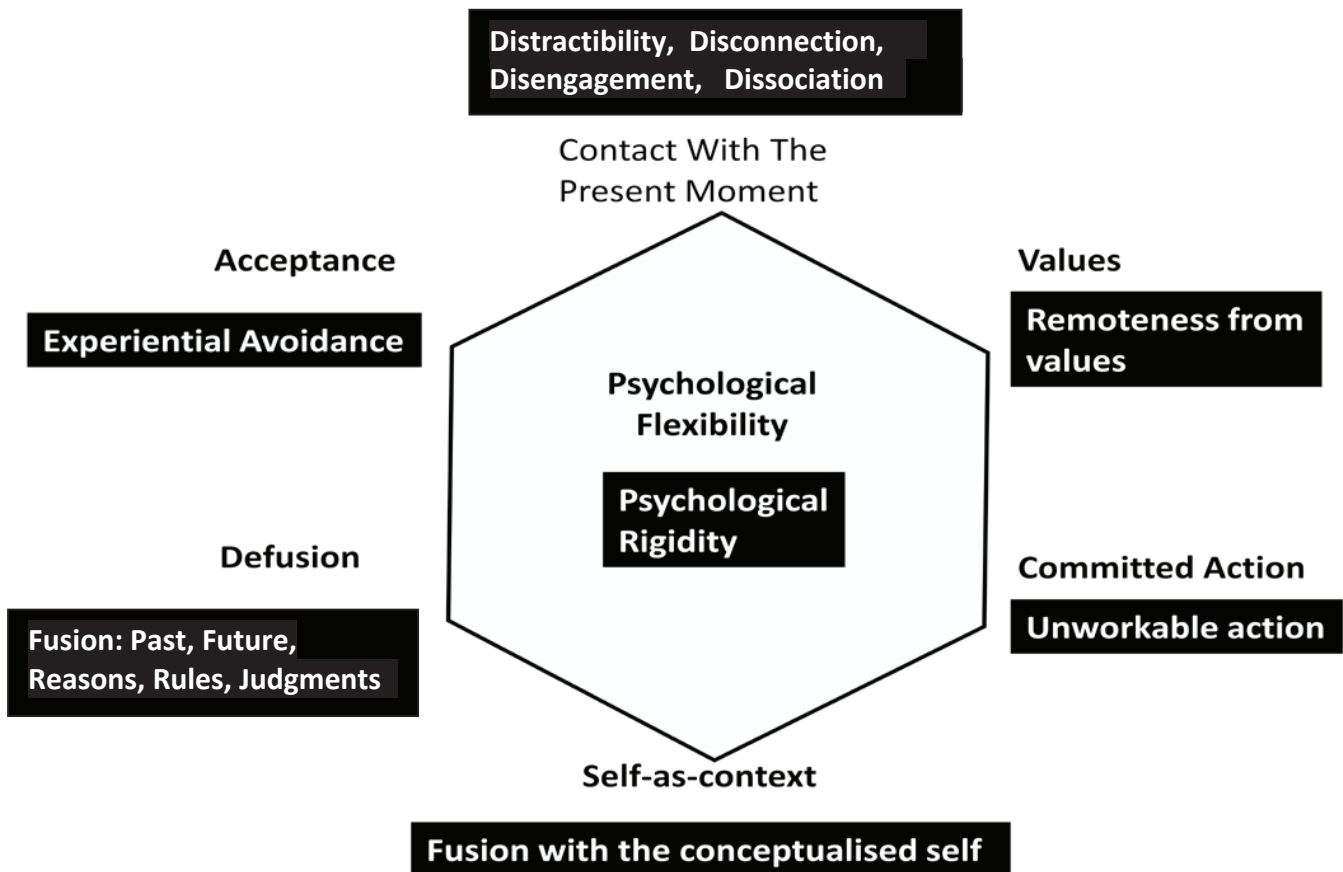 Distractibility, Disconnection,
Disengagement, Dissociation
Contact With The
Present Moment
Acceptance
Experiential Avoidance
Values
Remoteness from
values
Psychological
Flexibility
Psychological
Rigidity
Defusion
Fusion: Past, Future,
Reasons, Rules, Judgments
Committed Action
Unworkable action
Self-as-context
Fusion with the conceptualised self